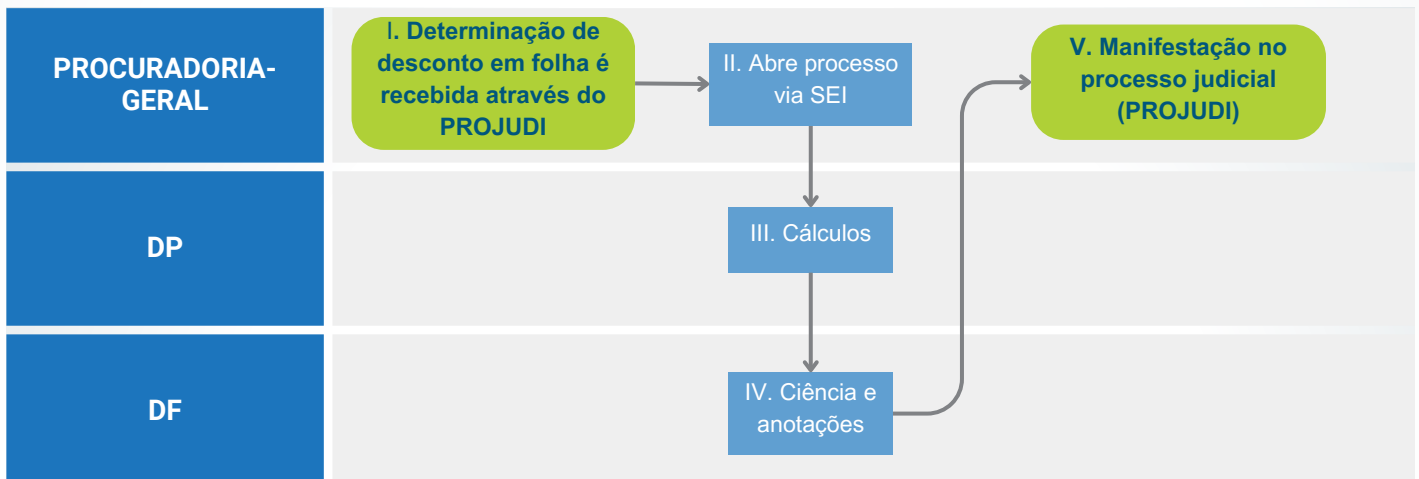 PROCURADORIA-
GERAL
I. Determinação de
desconto em folha é
recebida através do
PROJUDI
II. Abre processo
via SEI
V. Manifestação no
processo judicial
(PROJUDI)
DP
III. Cálculos
DF
IV. Ciência e
anotações